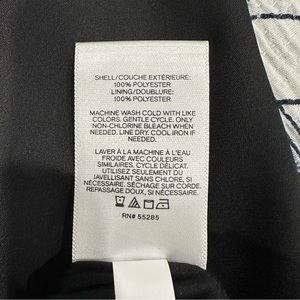 SHELL/COUCHE EXTÉRIEURE:
100% POLYESTER
LINING/DOUBLURE:
100% POLYESTER
MACHINE WASH COLD WITH LIKE
COLORS. GENTLE CYCLE. ONLY
NON-CHLORINE BLEACH WHEN
NEEDED. LINE DRY. COOL IRON IF
NEEDED.
LAVER À LA MACHINE À L'EAU
FROIDE AVEC COULEURS
SIMILAIRES. CYCLE DÉLICAT.
UTILISER SEULEMENT DU
JAVELLISANT SANS CHLORE, SI
NÉCESSAIRE. SÉCHAGE SUR CORDE.
REPASSAGE DOUX, SI NÉCESSAIRE.
RN# 55285